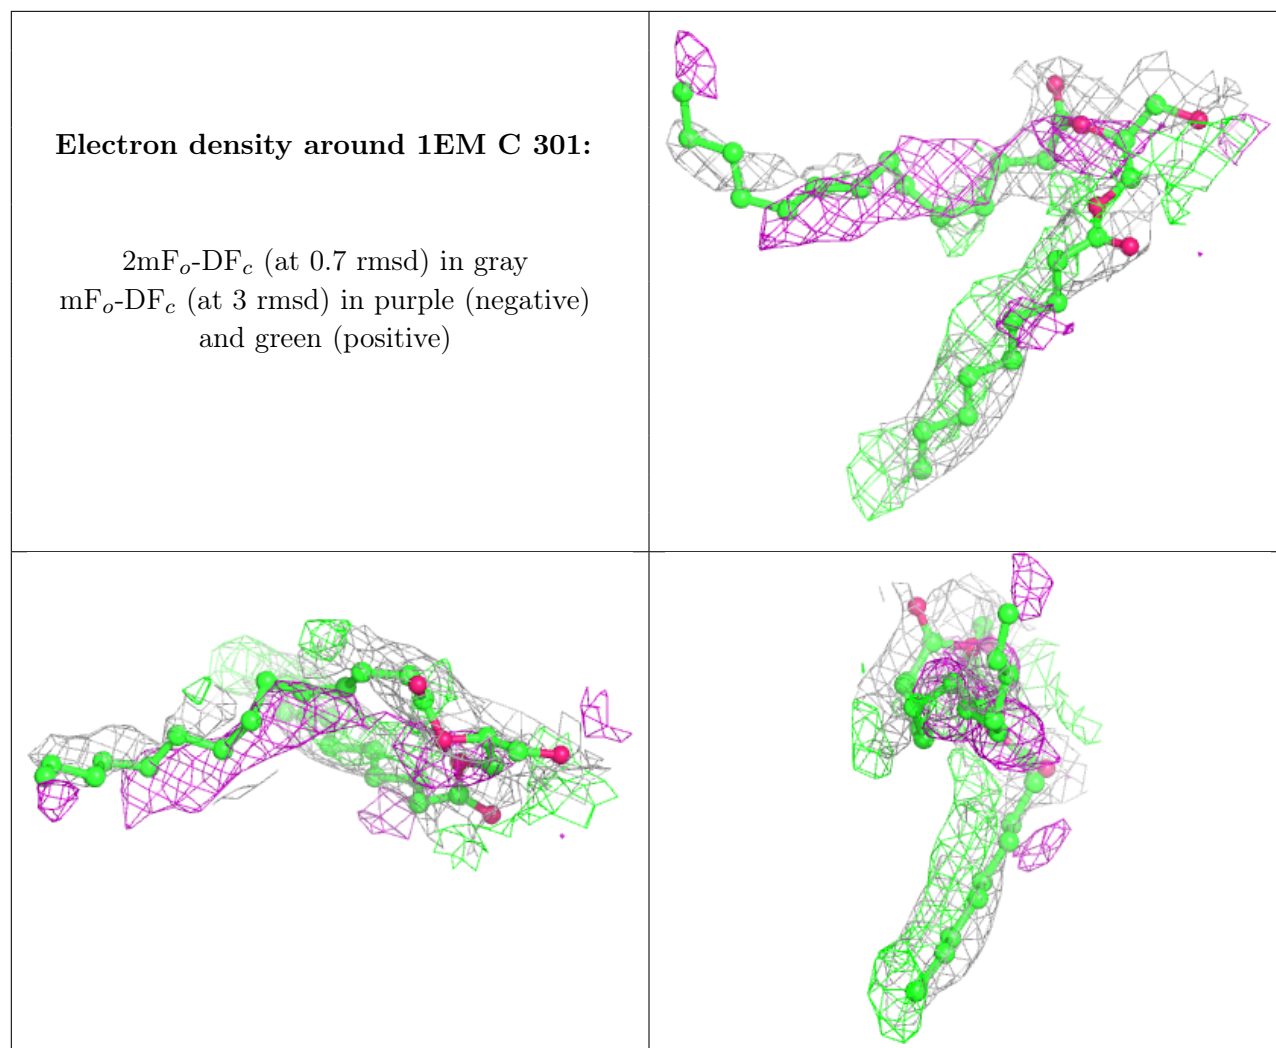 Electron density around 1EM C 301:
2mFo-DFc (at 0.7 rmsd) in gray
mFo-DFc (at 3 rmsd) in purple (negative)
and green (positive)